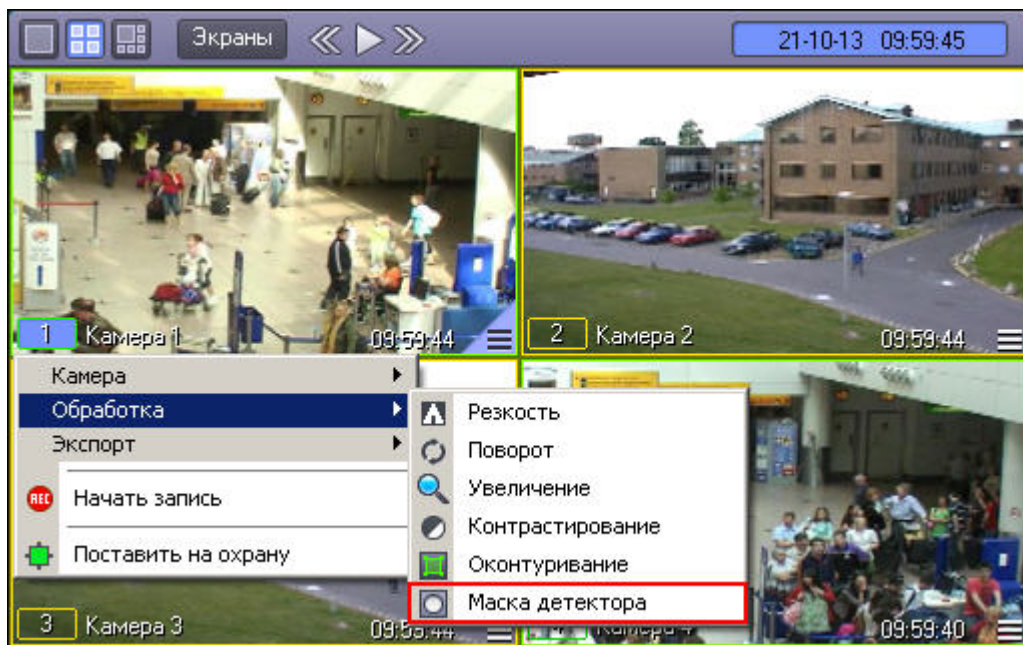 Экраны
21-10-13 09:59:45
1 Камера 1 09:59:44
2 Камера 2 09:59:44
Камера
Обработка
Экспорт
Начать запись
Поставить на охрану
REC
Резкость
Поворот
Увеличение
Контрастирование
Оконтуривание
Маска детектора
3 Камера 3
09:59:40